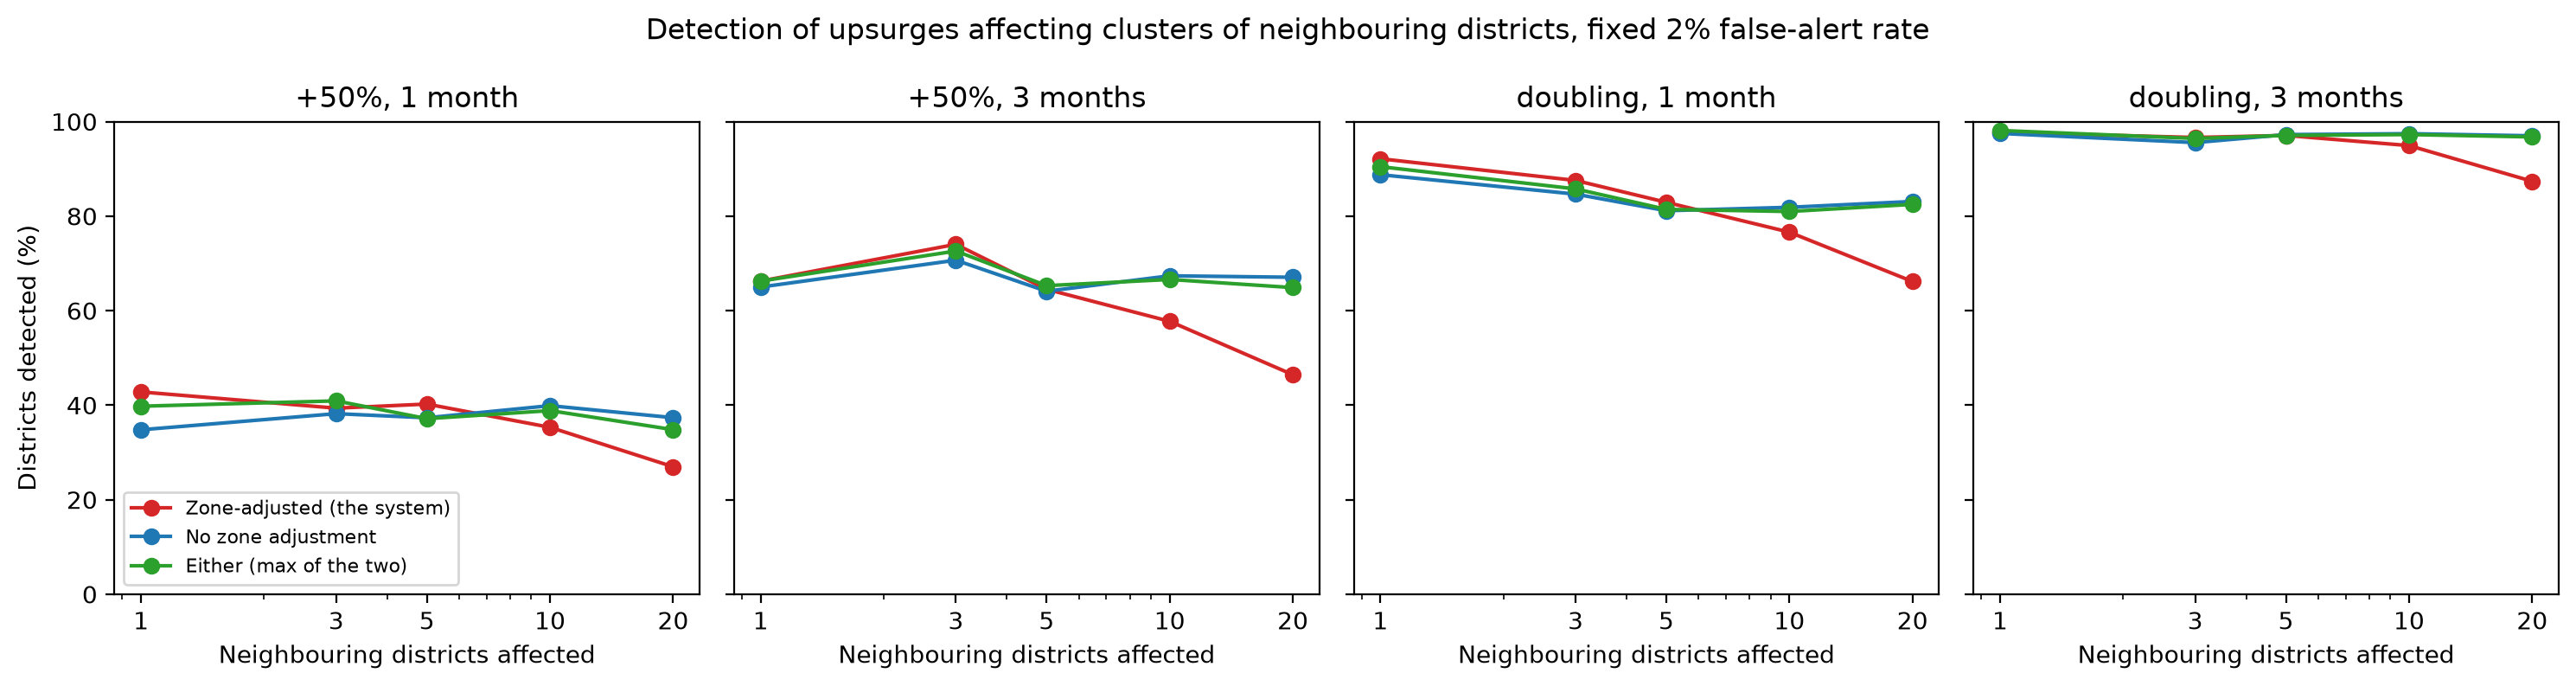 Detection of upsurges affecting clusters of neighbouring districts, fixed 2% false-alert rate
+50%, 1 month
+50%, 3 months
doubling, 1 month
doubling, 3 months
Districts detected (%)
100
80
60
40
20
0
Zone-adjusted (the system)
No zone adjustment
Either (max of the two)
1 3 5 10 20
1 3 5 10 20
1 3 5 10 20
1 3 5 10 20
Neighbouring districts affected
Neighbouring districts affected
Neighbouring districts affected
Neighbouring districts affected